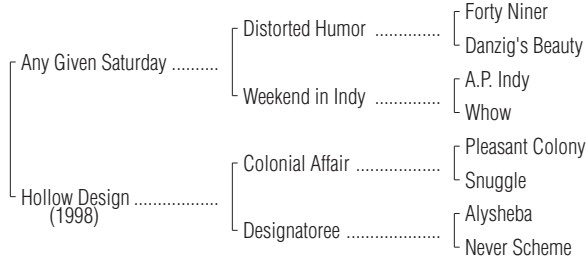 Forty Niner
Distorted Humor ..............
Danzig's Beauty
Any Given Saturday ..........
A.P. Indy
Weekend in Indy ..............
Whow
Pleasant Colony
Colonial Affair ..................
Snuggle
Hollow Design ..................
(1998)
Alysheba
Designatoree ....................
Never Scheme